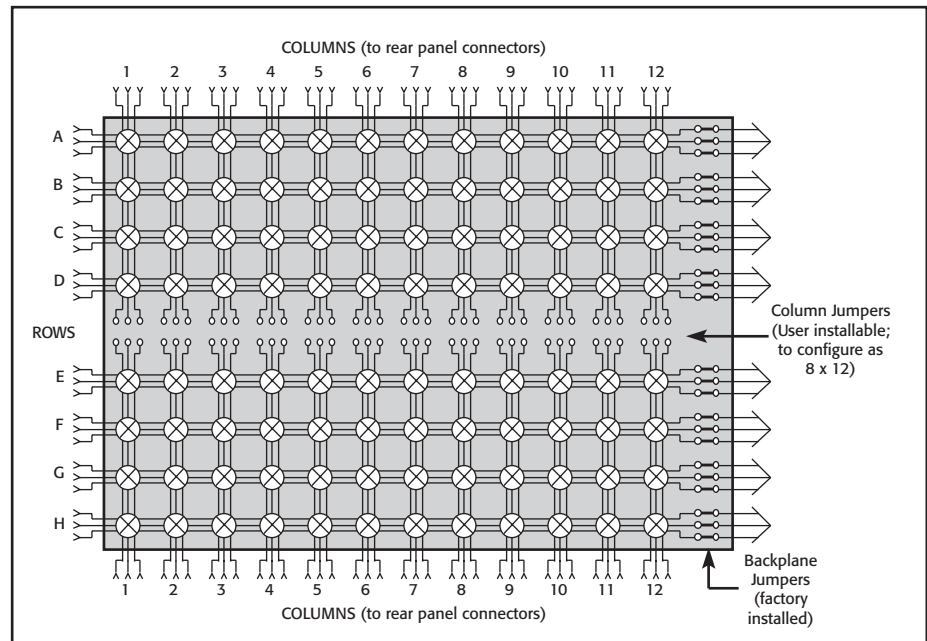 COLUMNS (to rear panel connectors)
1 2 3 4 5 6 7 8 9 10 11 12
A
B
C
D
ROWS
Column Jumpers
(User installable;
to configure as
8 x 12)
E
F
G
H
1 2 3 4 5 6 7 8 9 10 11 12
COLUMNS (to rear panel connectors)
Backplane
Jumpers
(factory
installed)